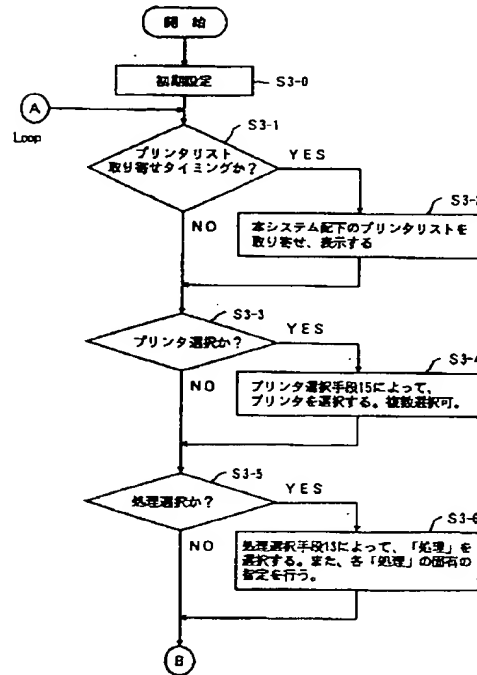 開 始
初期設定
S3-0
A
Loop
S3-1
プリンタリスト
取り寄せタイミングか?
YES
NO
S3-2
本システム配下のプリンタリストを
取り寄せ、表示する
S3-3
プリンタ選択か?
YES
NO
S3-4
プリンタ選択手段15によって、
プリンタを選択する。複数選択可。
S3-5
処理選択か?
YES
NO
S3-6
処理選択手段13によって、「処理」を
選択する。また、各「処理」の固有の
指定を行う。
B